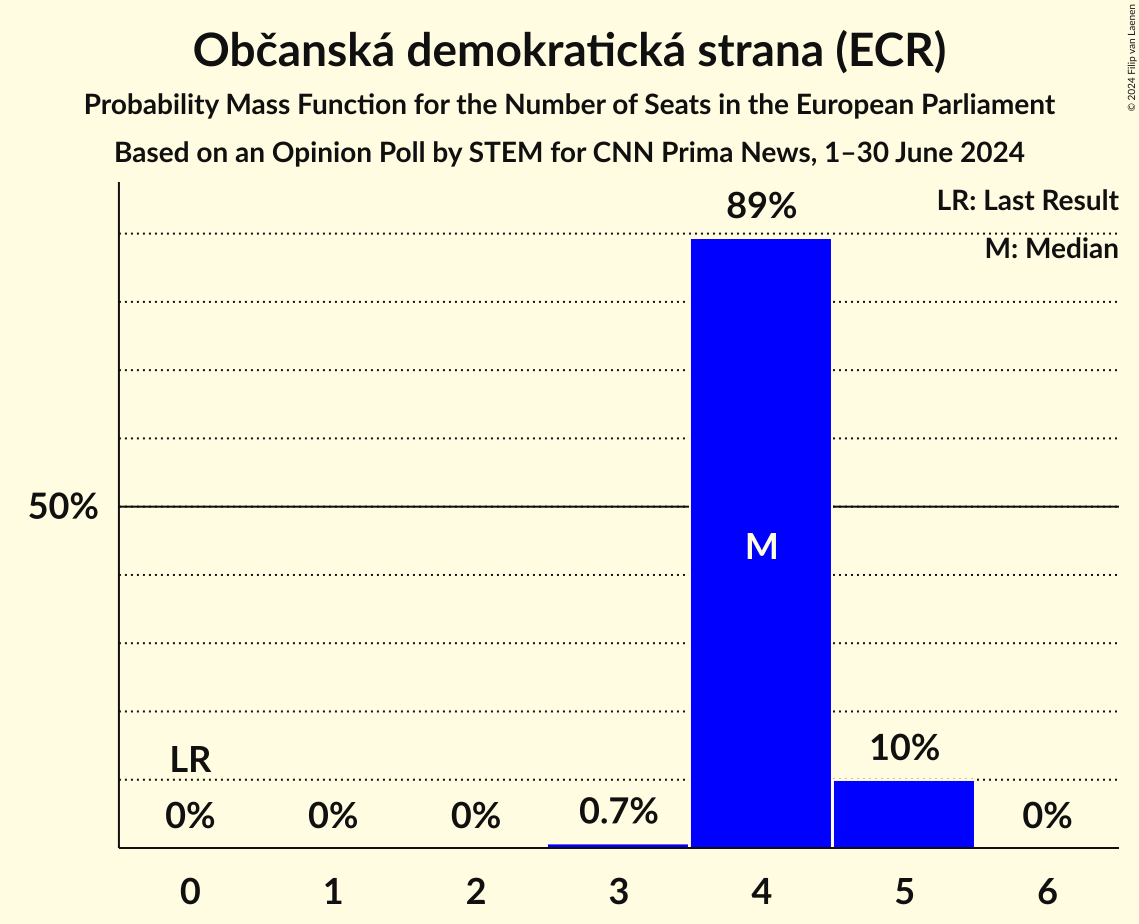 Občanská demokratická strana (ECR)
Probability Mass Function for the Number of Seats in the European Parliament
Based on an Opinion Poll by STEM for CNN Prima News, 1–30 June 2024
© 2024 Filip van Laenen
LR: Last Result
M: Median
89%
50%
M
LR
10%
0%
0%
0%
0.7%
0%
0
1
2
3
4
5
6